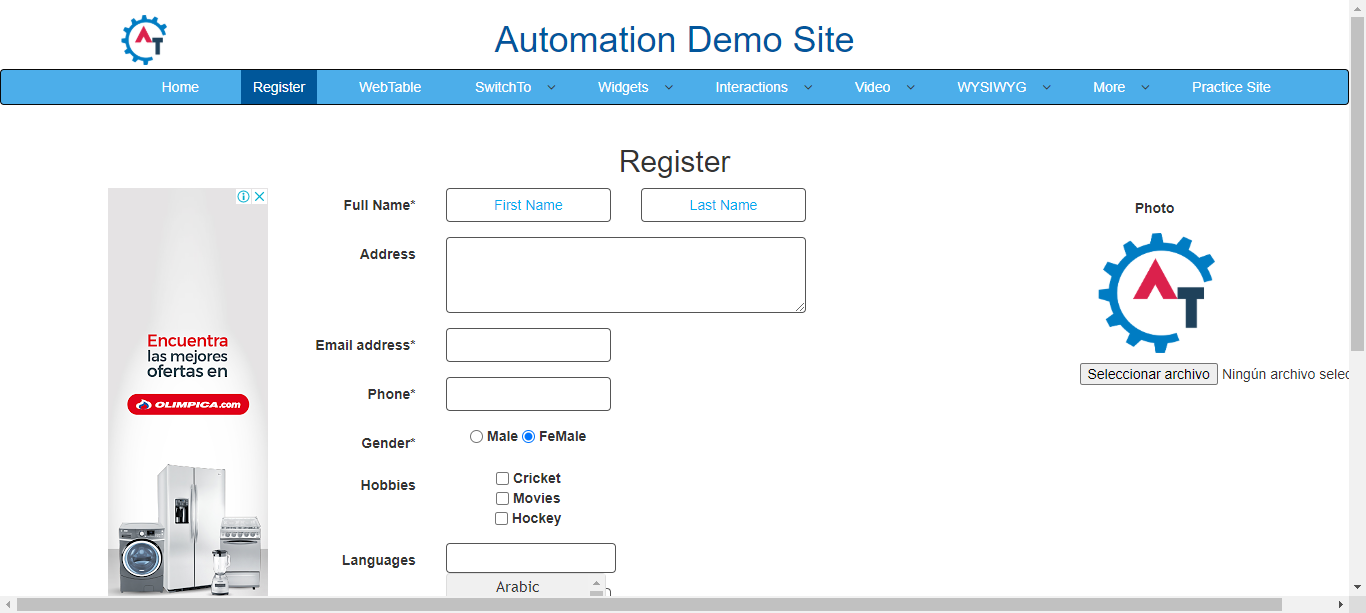 Automation Demo Site
Home Register WebTable SwitchTo Widgets Interactions Video WYSIWYG More Practice Site
Register
Full Name* First Name Last Name
Photo
Address
AT
Encuentra
las mejores
ofertas en
OLIMPICA.com
Email address*
Seleccionar archivo Ningún archivo selec
Phone*
Gender* Male FeMale
Hobbies Cricket
Movies
Hockey
Languages
Arabic